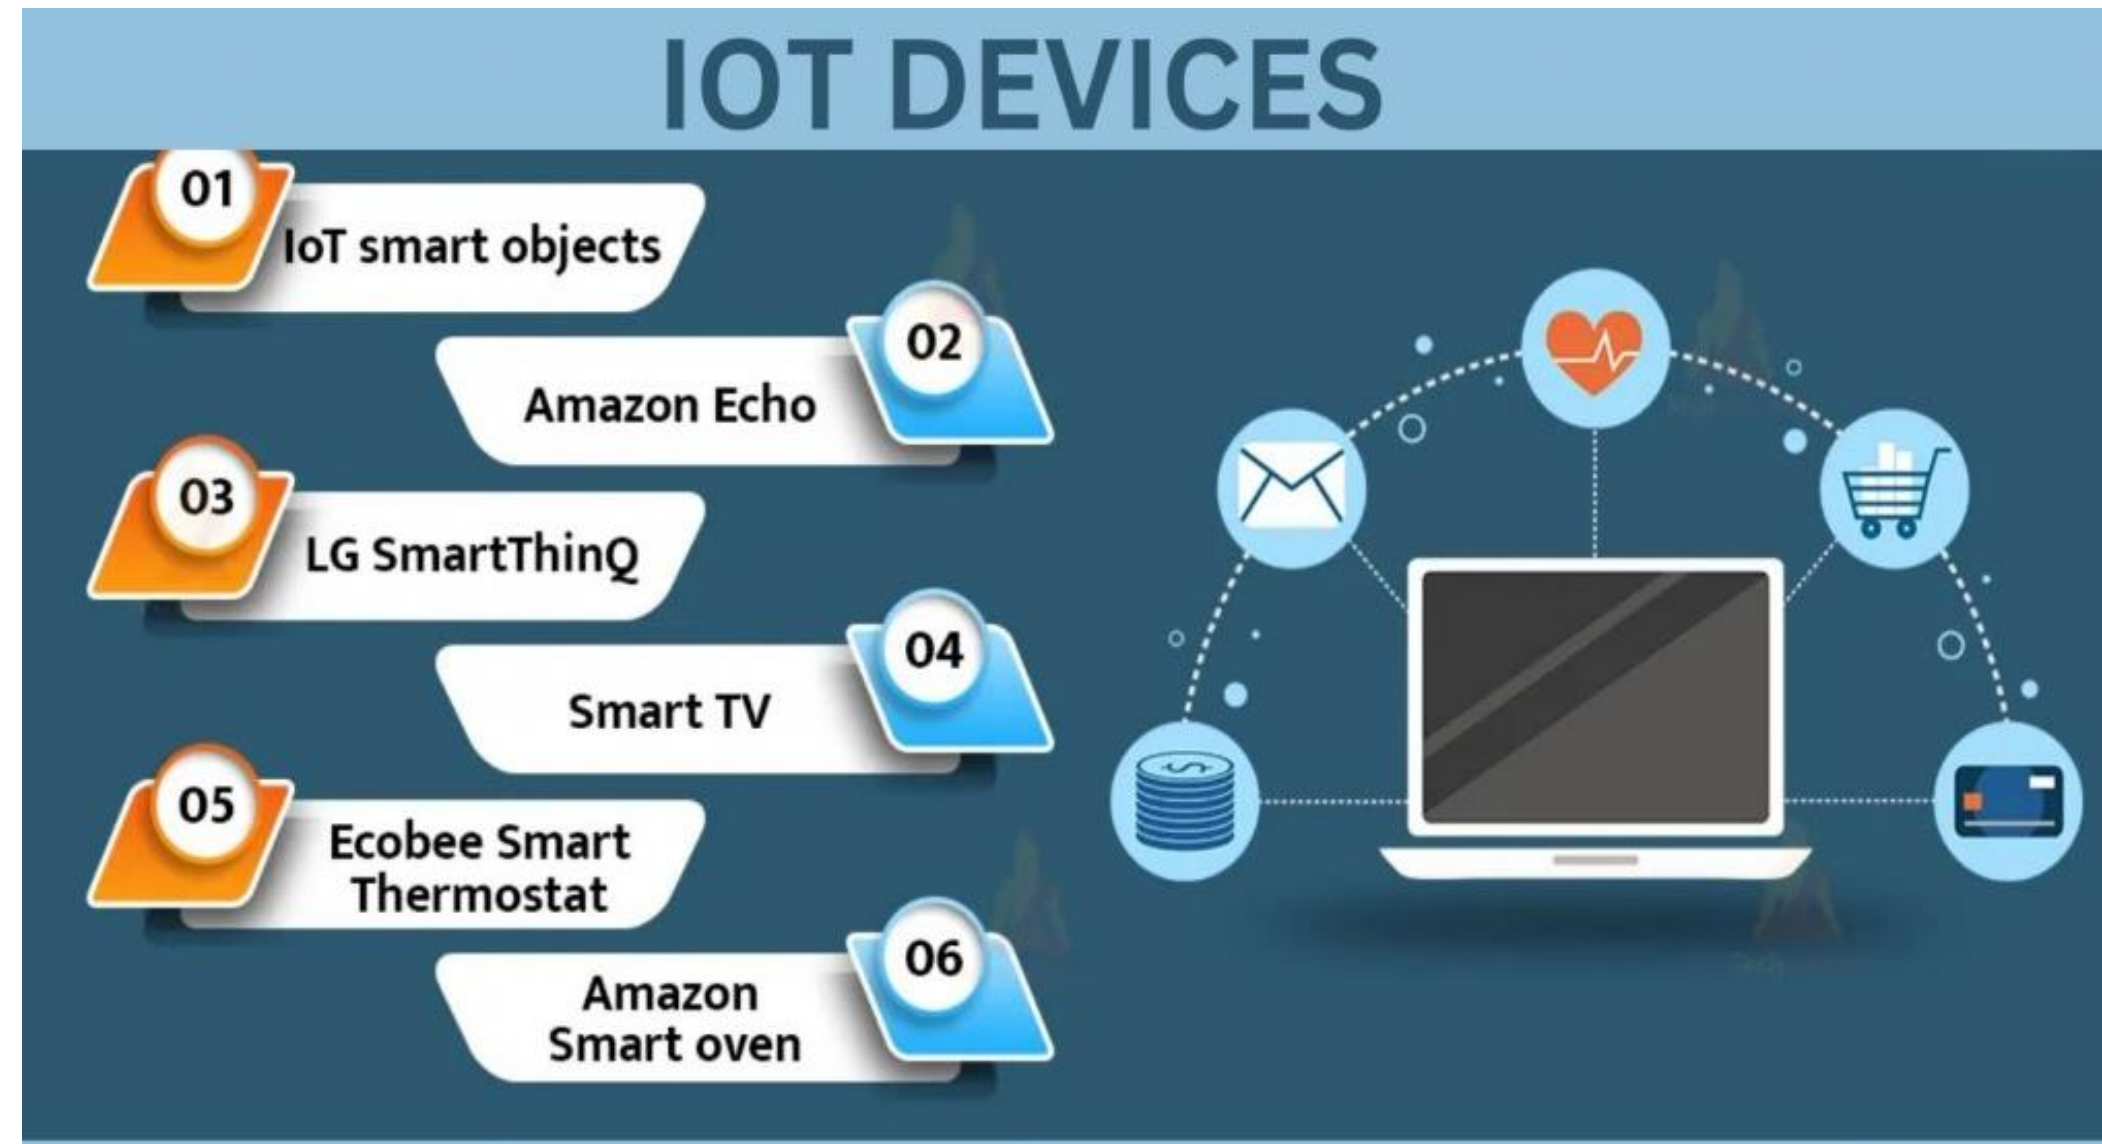 IOT DEVICES
01
IoT smart objects
02
Amazon Echo
03
LG SmartThinQ
04
Smart TV
05
Ecobee Smart
Thermostat
06
Amazon
Smart oven